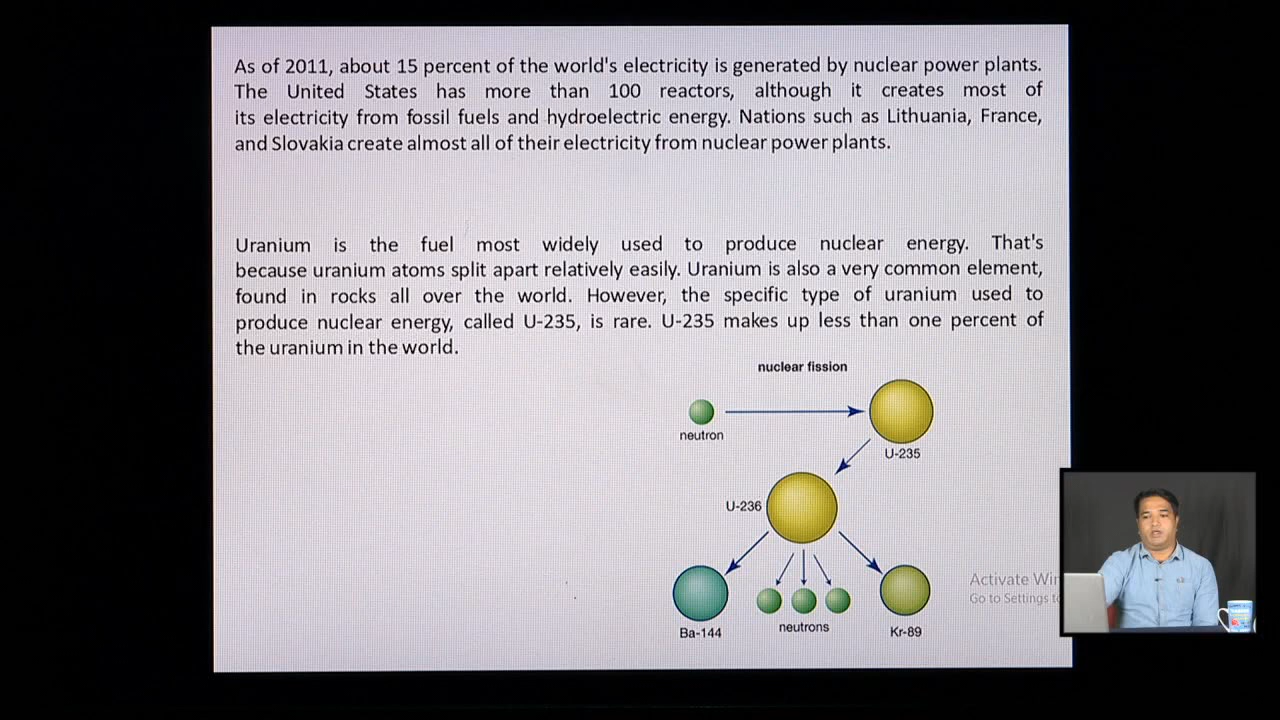 As of 2011, about 15 percent of the world's electricity is generated by nuclear power plants.
The United States has more than 100 reactors, although it creates most of
its electricity from fossil fuels and hydroelectric energy. Nations such as Lithuania, France,
and Slovakia create almost all of their electricity from nuclear power plants.
Uranium is the fuel most widely used to produce nuclear energy. That's
because uranium atoms split apart relatively easily. Uranium is also a very common element,
found in rocks all over the world. However, the specific type of uranium used to
produce nuclear energy, called U-235, is rare. U-235 makes up less than one percent of
the uranium in the world.
nuclear fission
neutron
U-235
U-236
Ba-144
neutrons
Kr-89
Activate
Go to Settings